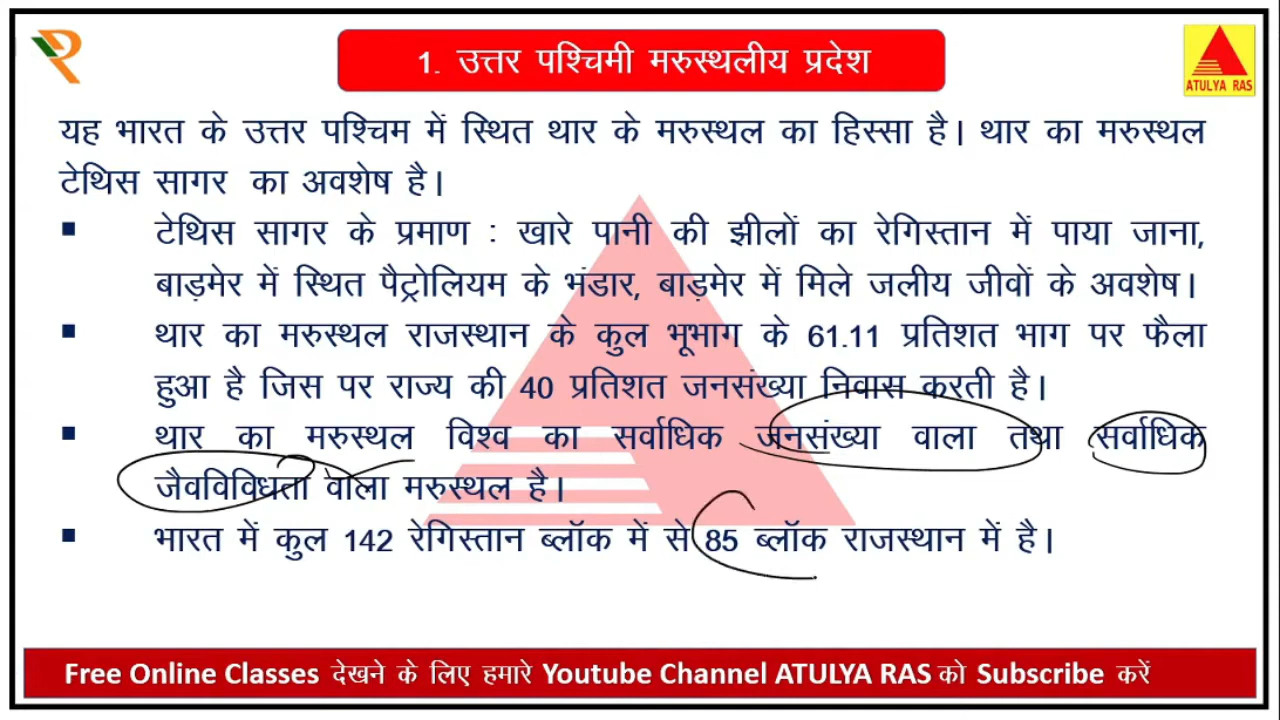 1. उत्तर पश्चिमी मरुस्थलीय प्रदेश
ATULYA RAS
यह भारत के उत्तर पश्चिम में स्थित थार के मरुस्थल का हिस्सा है। थार का मरुस्थल
टेथिस सागर का अवशेष है।
▪ टेथिस सागर के प्रमाण : खारे पानी की झीलों का रेगिस्तान में पाया जाना,
बाड़मेर में स्थित पैट्रोलियम के भंडार, बाड़मेर में मिले जलीय जीवों के अवशेष।
▪ थार का मरुस्थल राजस्थान के कुल भूभाग के 61.11 प्रतिशत भाग पर फैला
हुआ है जिस पर राज्य की 40 प्रतिशत जनसंख्या निवास करती है।
▪ थार का मरुस्थल विश्व का सर्वाधिक जनसंख्या वाला तथा सर्वाधिक
जैवविविधता वाला मरुस्थल है।
▪ भारत में कुल 142 रेगिस्तान ब्लॉक में से 85 ब्लॉक राजस्थान में है।
Free Online Classes देखने के लिए हमारे Youtube Channel ATULYA RAS को Subscribe करें